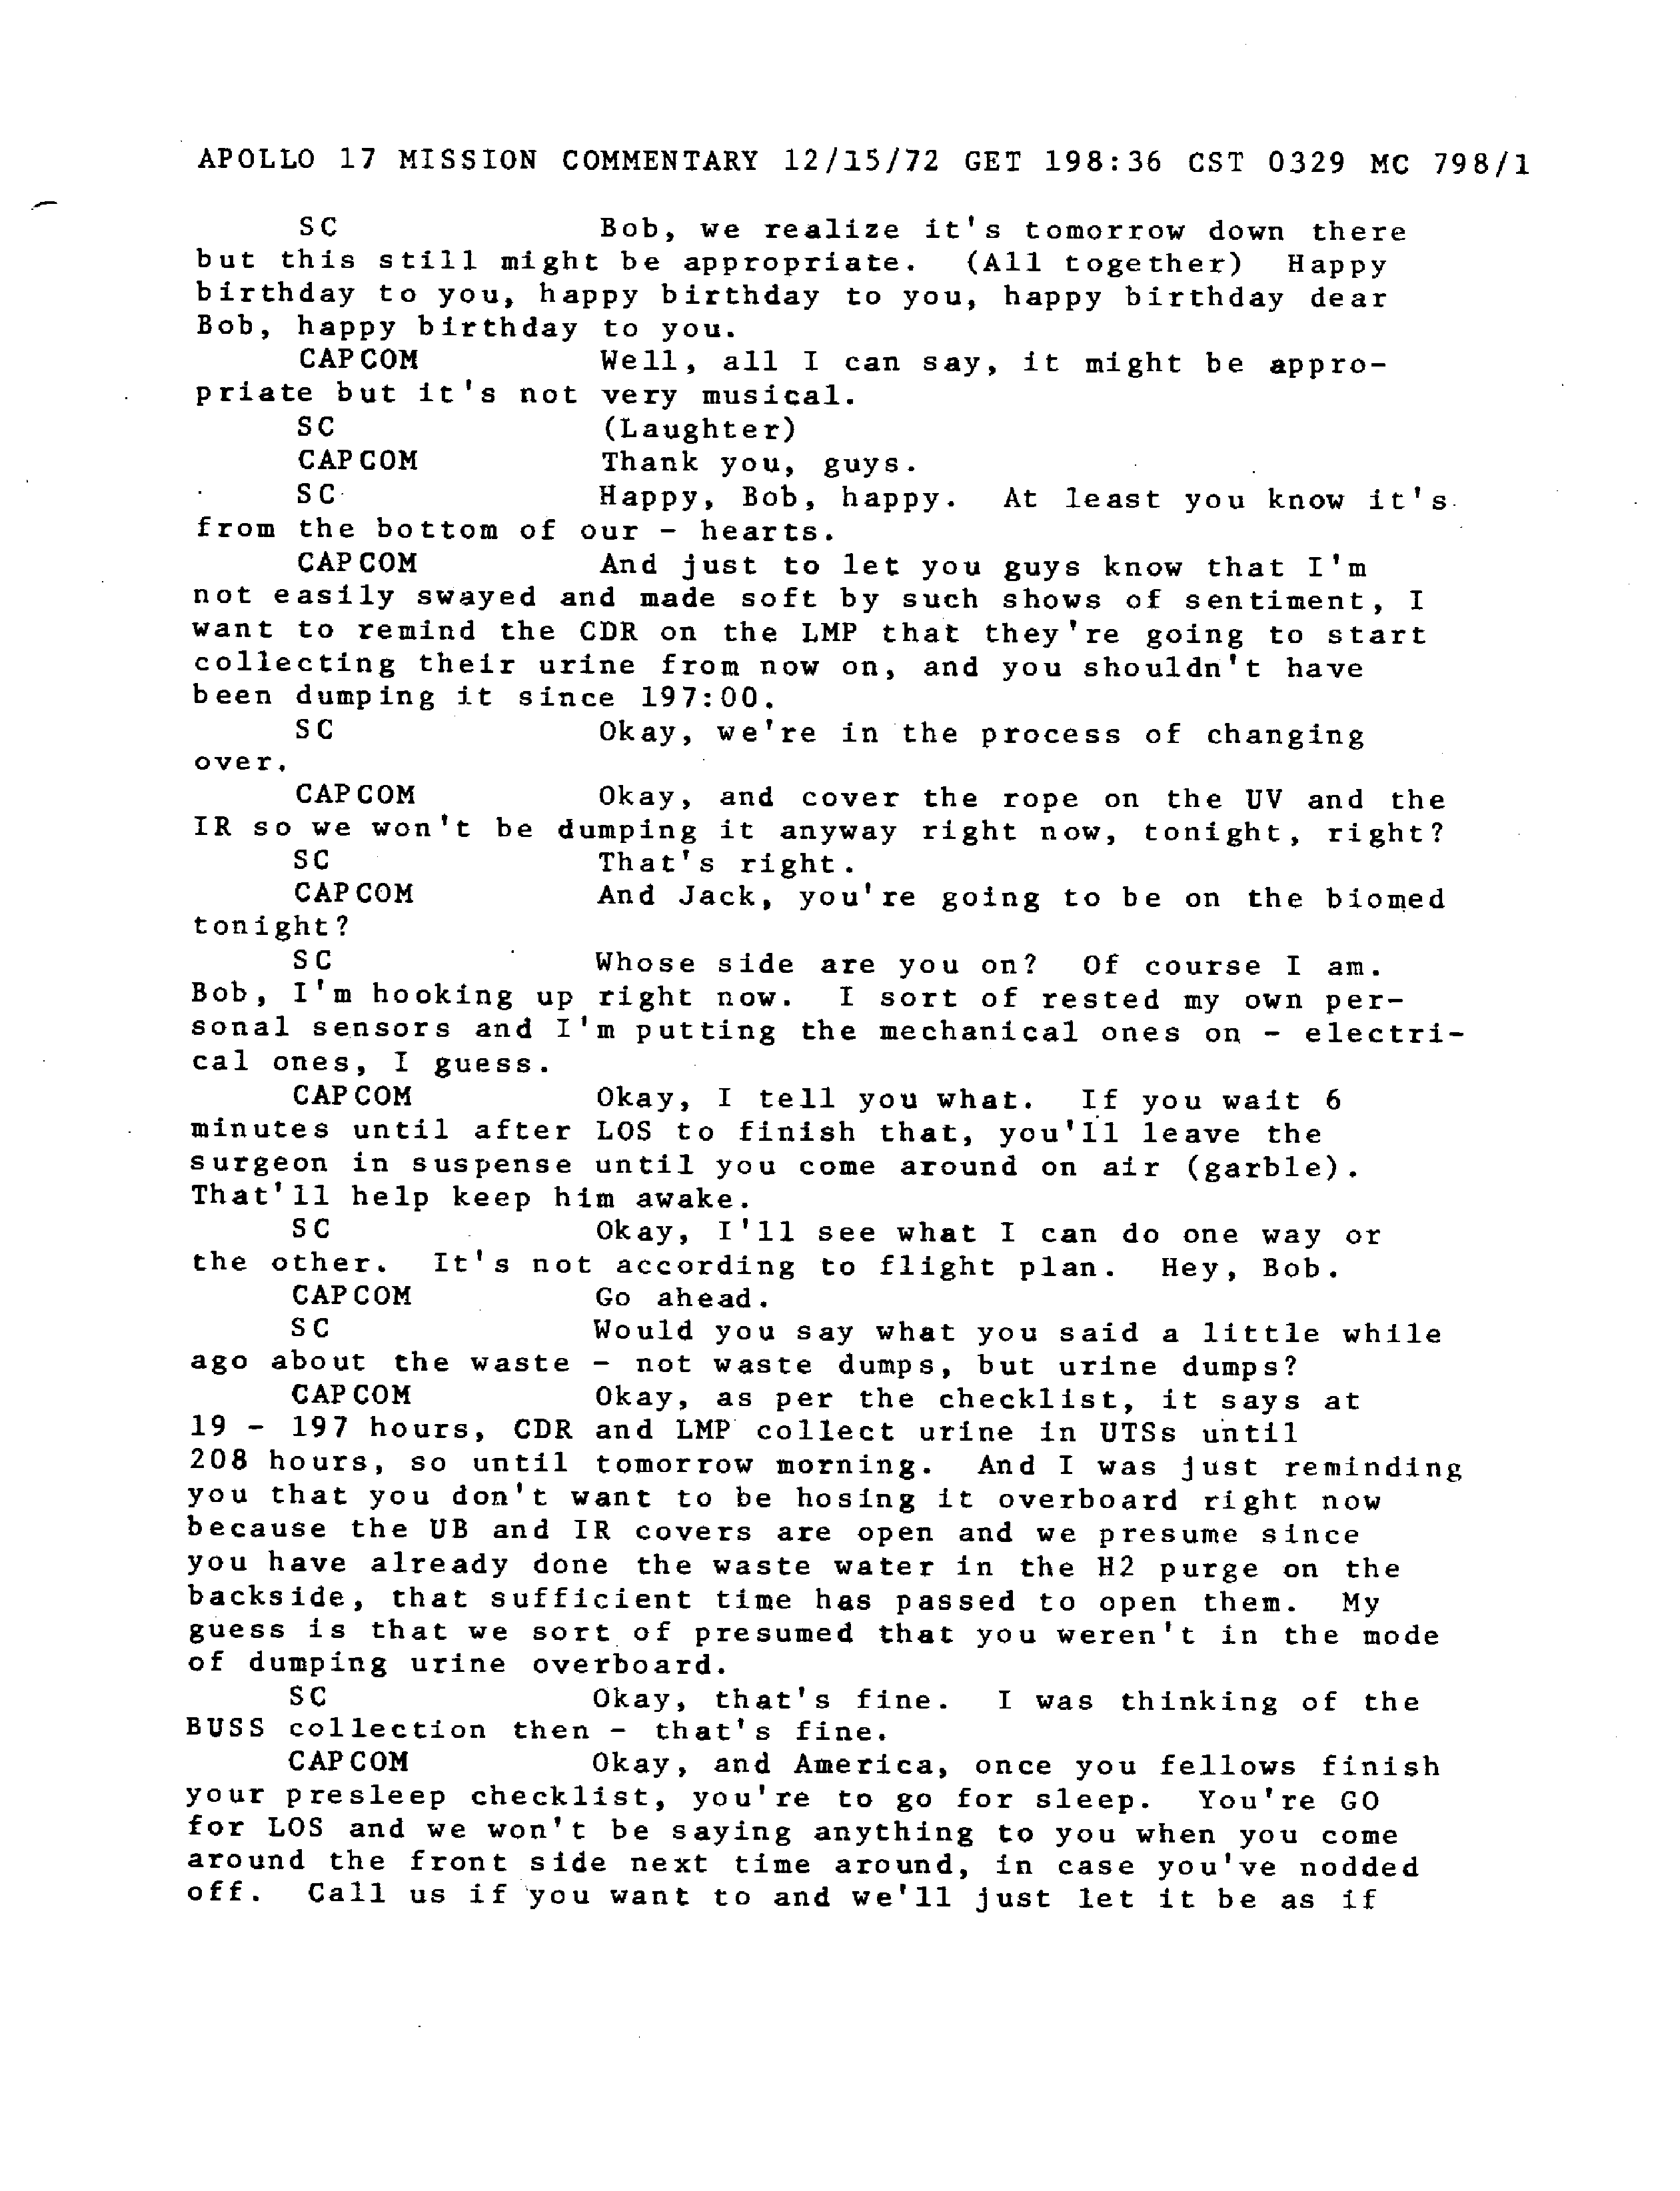 APOLLO 17 MISSION COMMENTARY 12/15/72 GET 198:36 CST 0329 MC 798/1
SC Bob, we realize it's tomorrow down there
but this still might be appropriate. (All together) Happy
birthday to you, happy birthday to you, happy birthday dear
Bob, happy birthday to you.
CAPCOM Well, all I can say, it might be appro-
priate but it's not very musical.
SC (Laughter)
CAPCOM Thank you, guys.
SC Happy, Bob, happy. At least you know it's
from the bottom of our - hearts.
CAPCOM And just to let you guys know that I'm
not easily swayed and made soft by such shows of sentiment, I
want to remind the CDR on the LMP that they're going to start
collecting their urine from now on, and you shouldn't have
been dumping it since 197:00.
SC Okay, we're in the process of changing
over.
CAPCOM Okay, and cover the rope on the UV and the
IR so we won't be dumping it anyway right now, tonight, right?
SC That's right.
CAPCOM And Jack, you're going to be on the biomed
tonight?
SC Whose side are you on? Of course I am.
Bob, I'm hooking up right now. I sort of rested my own per-
sonal sensors and I'm putting the mechanical ones on - electri-
cal ones, I guess.
CAPCOM Okay, I tell you what. If you wait 6
minutes until after LOS to finish that, you'll leave the
surgeon in suspense until you come around on air (garble).
That'll help keep him awake.
SC Okay, I'll see what I can do one way or
the other. It's not according to flight plan. Hey, Bob.
CAPCOM Go ahead.
SC Would you say what you said a little while
ago about the waste - not waste dumps, but urine dumps?
CAPCOM Okay, as per the checklist, it says at
19 - 197 hours, CDR and LMP collect urine in UTSs until
208 hours, so until tomorrow morning. And I was just reminding
you that you don't want to be hosing it overboard right now
because the UB and IR covers are open and we presume since
you have already done the waste water in the H2 purge on the
backside, that sufficient time has passed to open them. My
guess is that we sort of presumed that you weren't in the mode
of dumping urine overboard.
SC Okay, that's fine. I was thinking of the
BUSS collection then - that's fine.
CAPCOM Okay, and America, once you fellows finish
your presleep checklist, you're to go for sleep. You're GO
for LOS and we won't be saying anything to you when you come
around the front side next time around, in case you've nodded
off. Call us if you want to and we'll just let it be as if